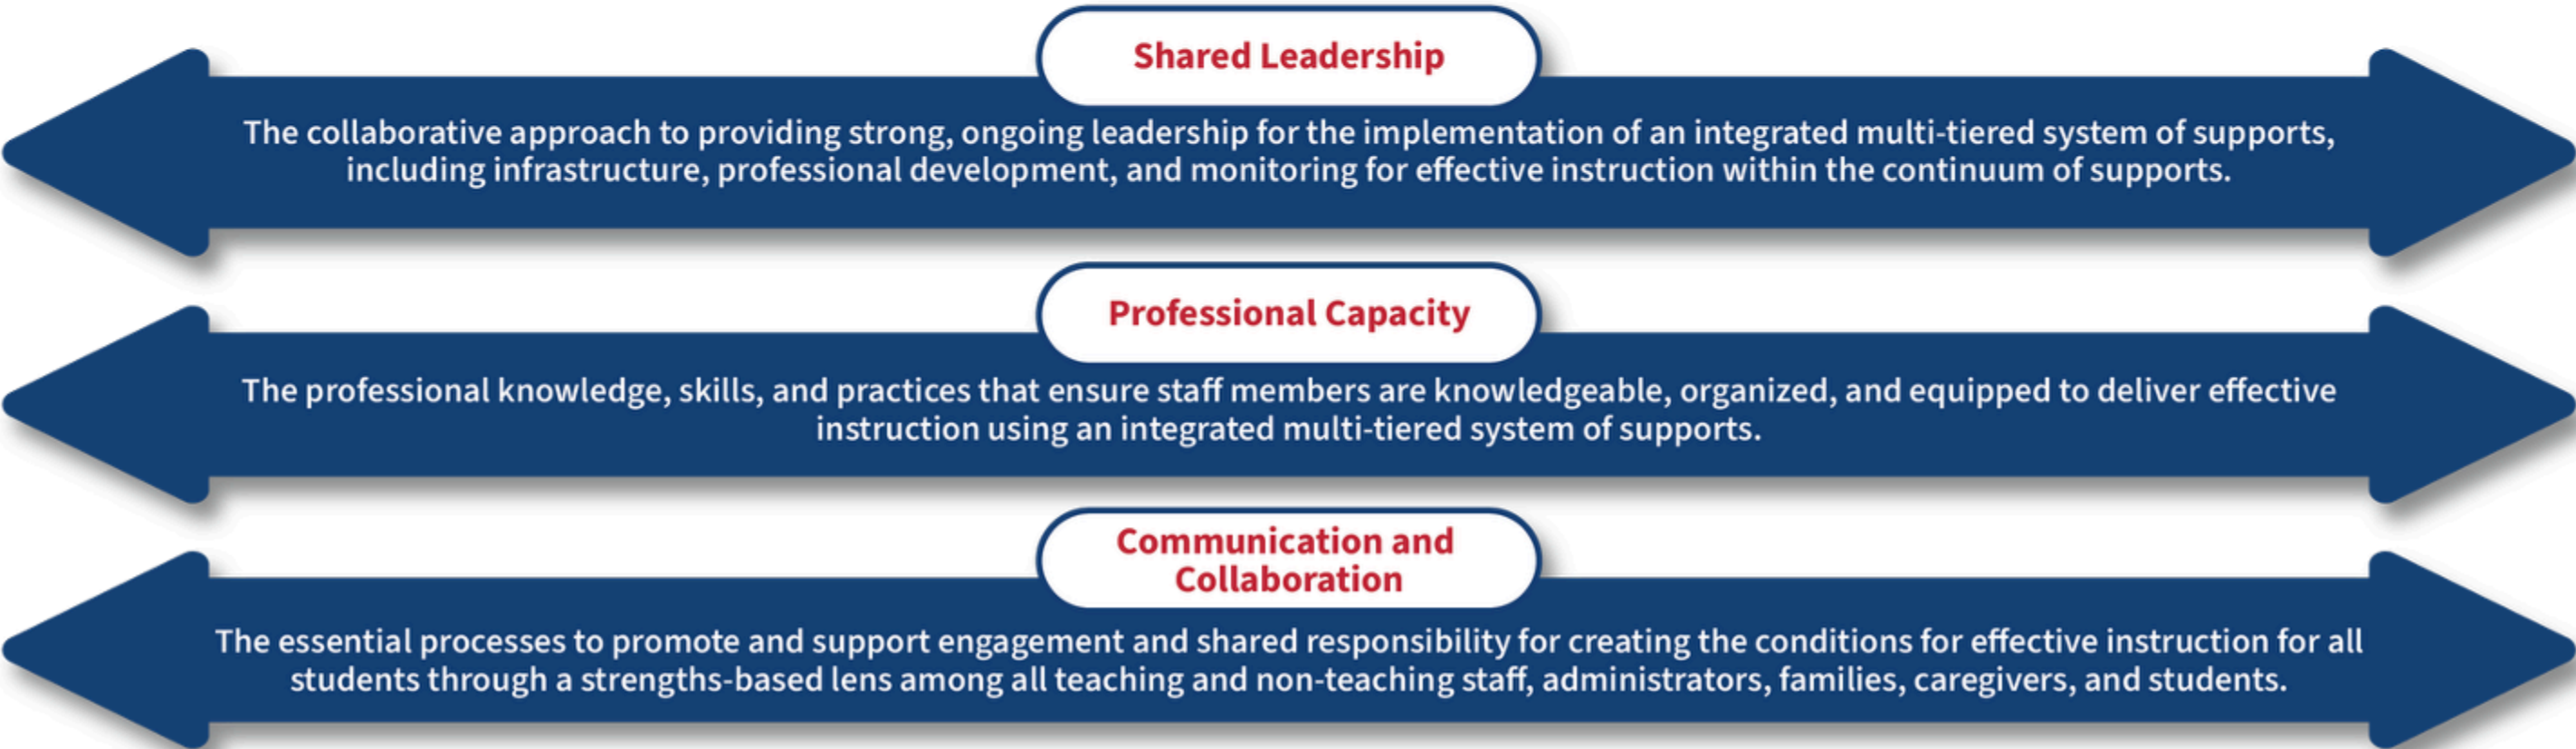 Shared Leadership
The collaborative approach to providing strong, ongoing leadership for the implementation of an integrated multi-tiered system of supports,
including infrastructure, professional development, and monitoring for effective instruction within the continuum of supports.
Professional Capacity
The professional knowledge, skills, and practices that ensure staff members are knowledgeable, organized, and equipped to deliver effective
instruction using an integrated multi-tiered system of supports.
Communication and
Collaboration
The essential processes to promote and support engagement and shared responsibility for creating the conditions for effective instruction for all
students through a strengths-based lens among all teaching and non-teaching staff, administrators, families, caregivers, and students.